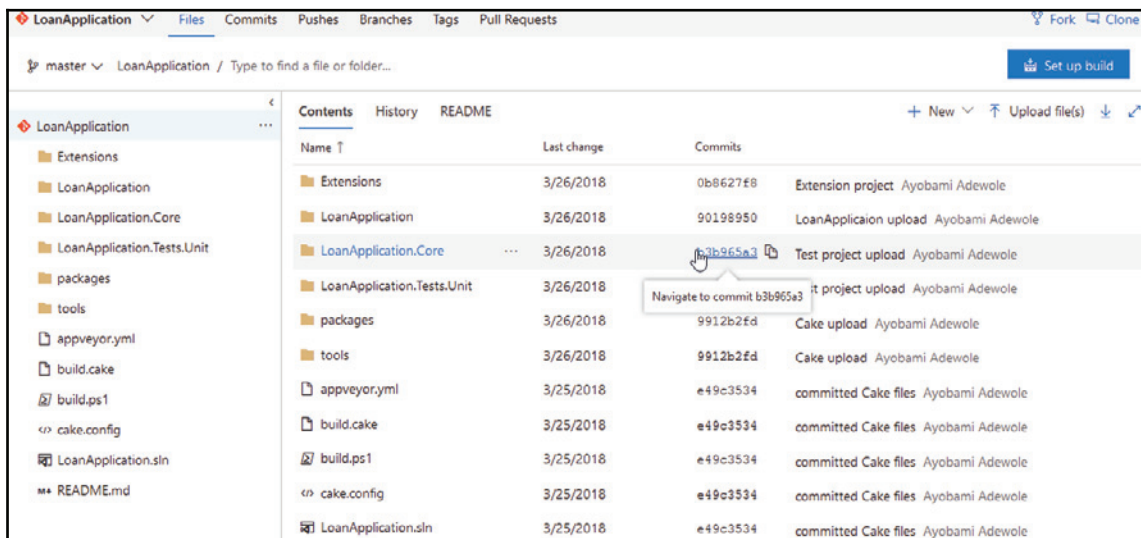 LoanApplication Files Commits Pushes Branches Tags Pull Requests Fork Clone
master LoanApplication / Type to find a file or folder... Set up build
LoanApplication ...
Extensions
LoanApplication
LoanApplication.Core
LoanApplication.Tests.Unit
packages
tools
appveyor.yml
build.cake
build.ps1
cake.config
LoanApplication.sln
README.md
Contents History README + New Upload file(s)
Name ↑ Last change Commits
Extensions 3/26/2018 0b8627f8 Extension project Ayobami Adewole
LoanApplication 3/26/2018 90198950 LoanApplicaion upload Ayobami Adewole
LoanApplication.Core ... 3/26/2018 b3b965a3 Test project upload Ayobami Adewole
LoanApplication.Tests.Unit 3/26/2018 project upload Ayobami Adewole
Navigate to commit b3b965a3
packages 3/26/2018 9912b2fd Cake upload Ayobami Adewole
tools 3/26/2018 9912b2fd Cake upload Ayobami Adewole
appveyor.yml 3/25/2018 e49c3534 committed Cake files Ayobami Adewole
build.cake 3/25/2018 e49c3534 committed Cake files Ayobami Adewole
build.ps1 3/25/2018 e49c3534 committed Cake files Ayobami Adewole
cake.config 3/25/2018 e49c3534 committed Cake files Ayobami Adewole
LoanApplication.sln 3/25/2018 e49c3534 committed Cake files Ayobami Adewole